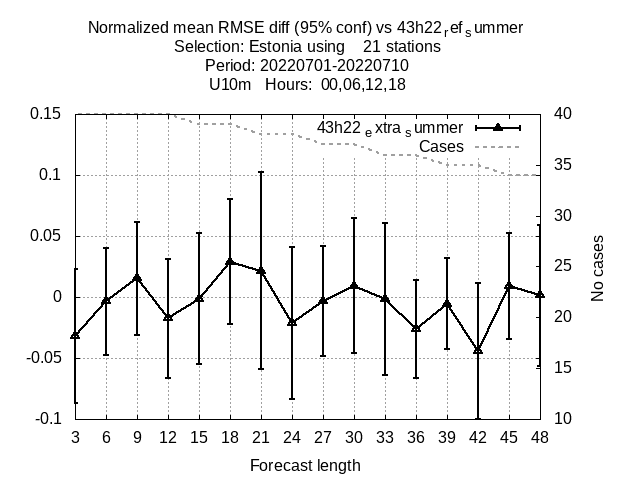 Normalized mean RMSE diff (95% conf) vs 43h22refsummer
Selection: Estonia using 21 stations
Period: 20220701-20220710
U10m Hours: 00,06,12,18
0.15 40
43h22extrasummer
Cases
0.1 35
0.05 30
25
0 20
-0.05 15
-0.1 10
No cases
3 6 9 12 15 18 21 24 27 30 33 36 39 42 45 48
Forecast length